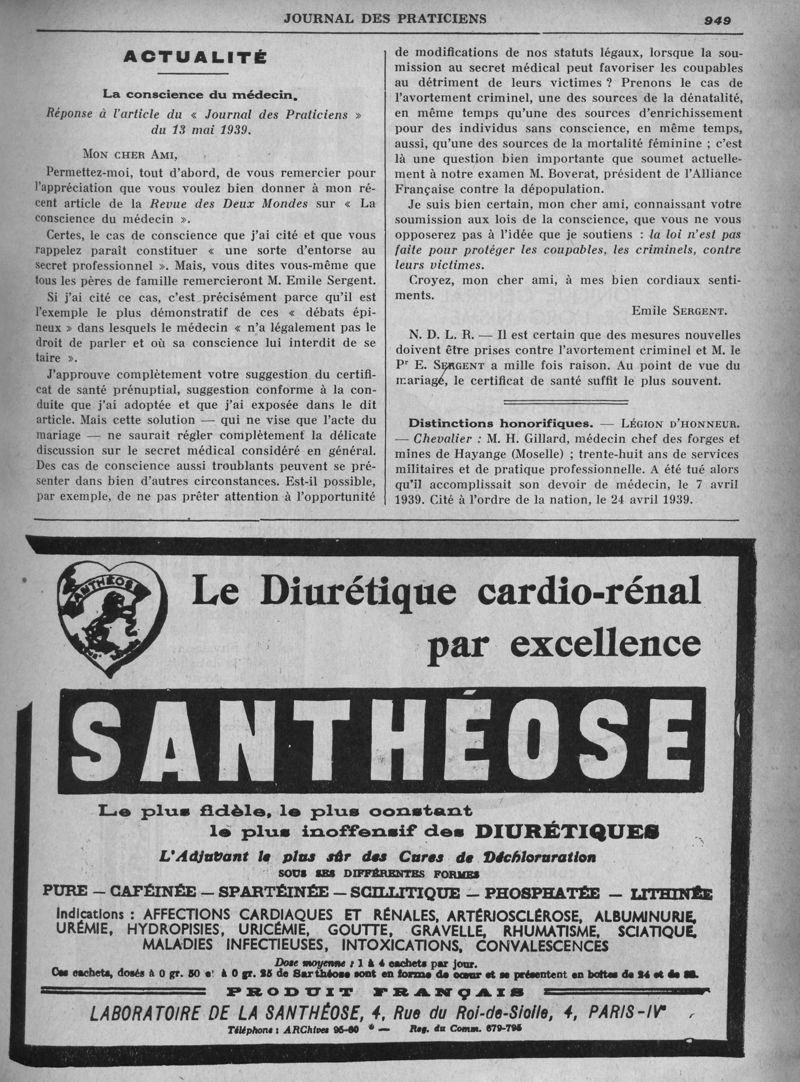 JOURNAL DES PRATICIENS
949
ACTUALITÉ
La conscience du médecin.
Réponse à l'article du « Journal des Praticiens »
du 13 mai 1939.
MON CHER AMI,
Permettez-moi, tout d'abord, de vous remercier pour
l'appréciation que vous voulez bien donner à mon ré-
cent article de la Revue des Deux Mondes sur « La
conscience du médecin ».
Certes, le cas de conscience que j'ai cité et que vous
rappelez paraît constituer « une sorte d'entorse au
secret professionnel ». Mais, vous dites vous-même que
tous les pères de famille remercieront M. Emile Sergent.
Si j'ai cité ce cas, c'est précisément parce qu'il est
l'exemple le plus démonstratif de ces « débats épi-
neux » dans lesquels le médecin « n'a légalement pas le
droit de parler et où sa conscience lui interdit de se
taire ».
J'approuve complètement votre suggestion du certifi-
cat de santé prénuptial, suggestion conforme à la con-
duite que j'ai adoptée et que j'ai exposée dans le dit
article. Mais cette solution — qui ne vise que l'acte du
mariage — ne saurait régler complètement la délicate
discussion sur le secret médical considéré en général.
Des cas de conscience aussi troublants peuvent se pré-
senter dans bien d'autres circonstances. Est-il possible,
par exemple, de ne pas prêter attention à l'opportunité
de modifications de nos statuts légaux, lorsque la sou-
mission au secret médical peut favoriser les coupables
au détriment de leurs victimes ? Prenons le cas de
l'avortement criminel, une des sources de la dénatalité,
en même temps qu'une des sources d'enrichissement
pour des individus sans conscience, en même temps,
aussi, qu'une des sources de la mortalité féminine ; c'est
là une question bien importante que soumet actuelle-
ment à notre examen M. Boverat, président de l'Alliance
Française contre la dépopulation.
Je suis bien certain, mon cher ami, connaissant votre
soumission aux lois de la conscience, que vous ne vous
opposerez pas à l'idée que je soutiens : la loi n'est pas
faite pour protéger les coupables, les criminels, contre
leurs victimes.
Croyez, mon cher ami, à mes bien cordiaux senti-
ments.
Emile SERGENT.
N. D. L. R. — Il est certain que des mesures nouvelles
doivent être prises contre l'avortement criminel et M. le
Pr E. SERGENT a mille fois raison. Au point de vue du
mariage, le certificat de santé suffit le plus souvent.
Distinctions honorifiques. — LÉGION D'HONNEUR.
— Chevalier : M. H. Gillard, médecin chef des forges et
mines de Hayange (Moselle) ; trente-huit ans de services
militaires et de pratique professionnelle. A été tué alors
qu'il accomplissait son devoir de médecin, le 7 avril
1939. Cité à l'ordre de la nation, le 24 avril 1939.
SANTHÉOSE
Le Diurétique cardio-rénal
par excellence
SANTHÉOSE
Le plus fidèle, le plus constant
le plus inoffensif des DIURÉTIQUES
L'Adjuvant le plus sûr des Cures de Déchloruration
SOUS SES DIFFÉRENTES FORMES
PURE — CAFÉINÉE — SPARTÉINÉE — SCILLITIQUE — PHOSPHATÉE — LITHINÉE
Indications : AFFECTIONS CARDIAQUES ET RÉNALES, ARTÉRIOSCLÉROSE, ALBUMINURIE,
URÉMIE, HYDROPISIES, URICÉMIE, GOUTTE, GRAVELLE, RHUMATISME, SCIATIQUE,
MALADIES INFECTIEUSES, INTOXICATIONS, CONVALESCENCES
Dose moyenne : 1 à 4 cachets par jour.
Ces cachets, dosés à 0 gr. 50 et à 0 gr. 25 de Santhéose sont en forme de cœur et se présentent en boîtes de 24 et de
PRODUIT FRANÇAIS
LABORATOIRE DE LA SANTHÉOSE, 4, Rue du Roi-de-Sicile, 4, PARIS-IVe
Téléphone : ARChives 95-60 — Reg. du Comm. 679-795